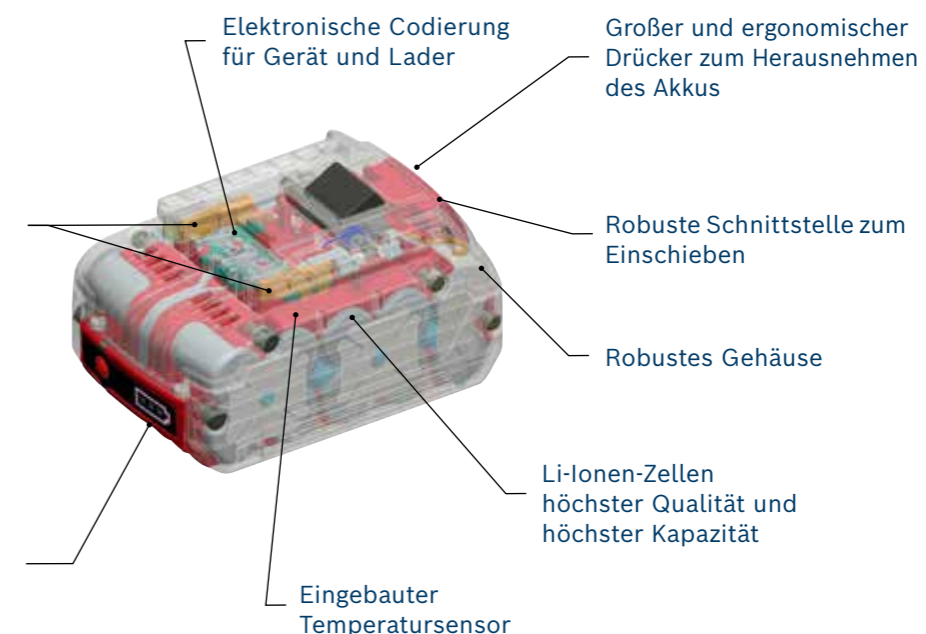 Elektronische Codierung
für Gerät und Lader
Großer und ergonomischer
Drücker zum Herausnehmen
des Akkus
Robuste Schnittstelle zum
Einschieben
Robustes Gehäuse
Li-Ionen-Zellen
höchster Qualität und
höchster Kapazität
Eingebauter
Temperatursensor